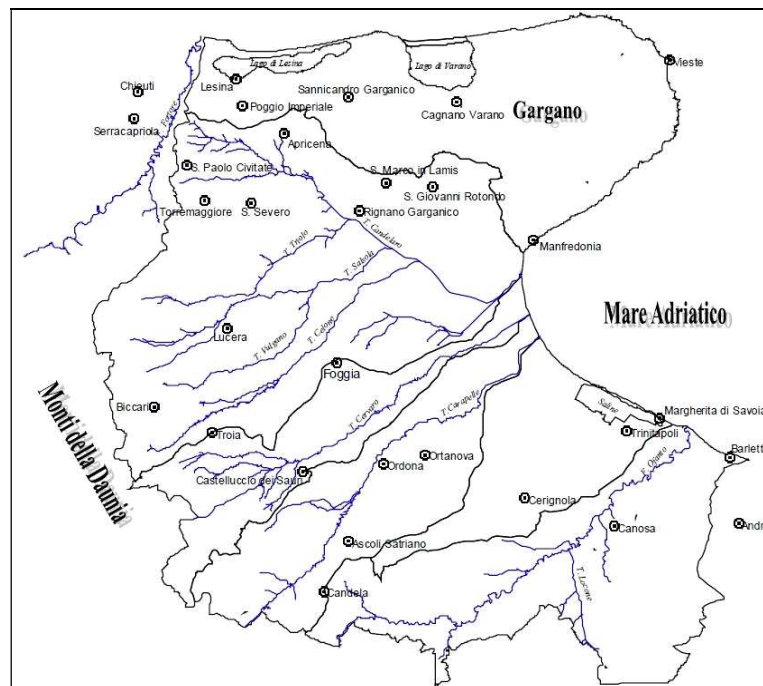 Lago di Lesina
Lago di Varano
Vieste
Chieuti
Lesina
Sannicandro Garganico
Poggio Imperiale
Cagnano Varano
Gargano
Serracapriola
Fortore
Apricena
S. Paolo Civitate
S. Marco in Lamis
S. Giovanni Rotondo
Torremaggiore
S. Severo
Rignano Garganico
T. Candelaro
Manfredonia
T. Triolo
T. Salsola
Mare Adriatico
Lucera
T. Vulgano
T. Celone
Foggia
Biccari
T. Cervaro
T. Carapelle
Saline
Margherita di Savoia
Trinitapoli
Troia
Monti della Daunia
Ortanova
Ordona
Barlett
F. Ofanto
Castelluccio dei Sauri
Cerignola
Canosa
Andr
Ascoli Satriano
T. Locone
Candela